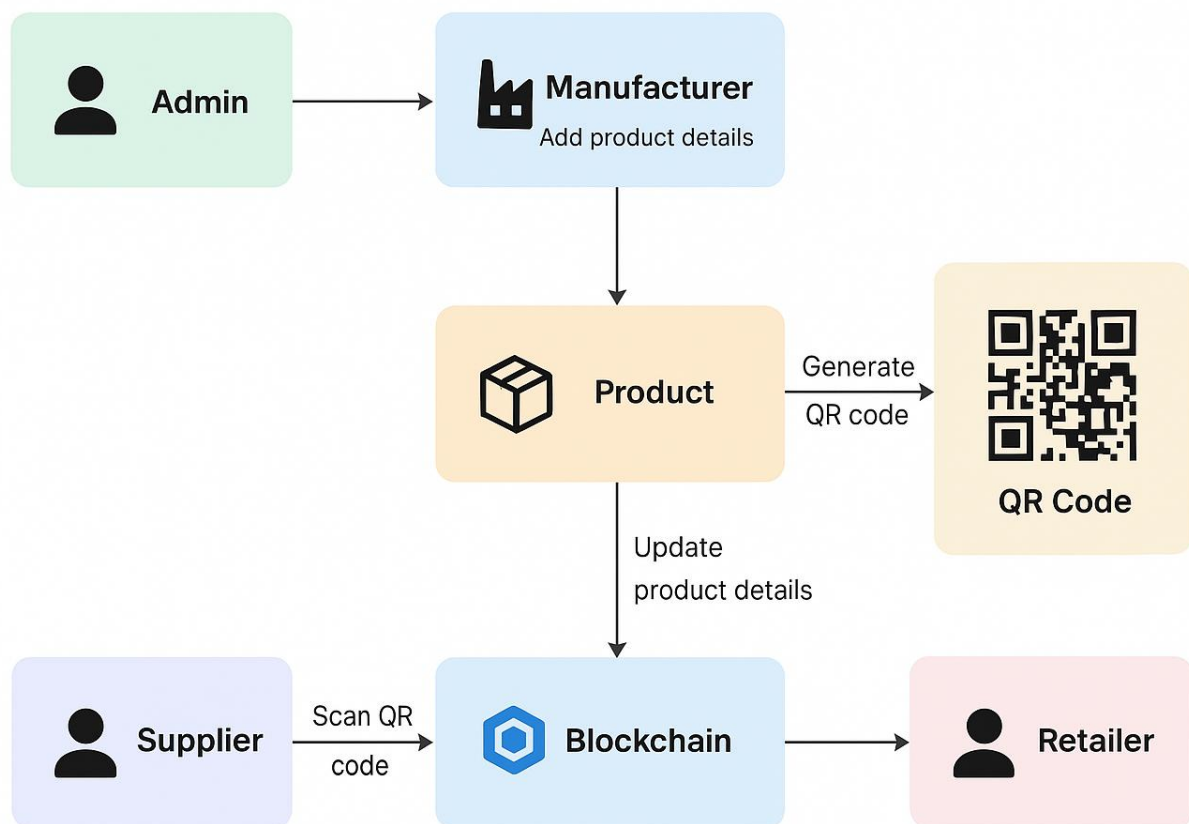 Admin
Manufacturer
Add product details
Product
Generate
QR code
QR Code
Update
product details
Supplier
Scan QR
code
Blockchain
Retailer